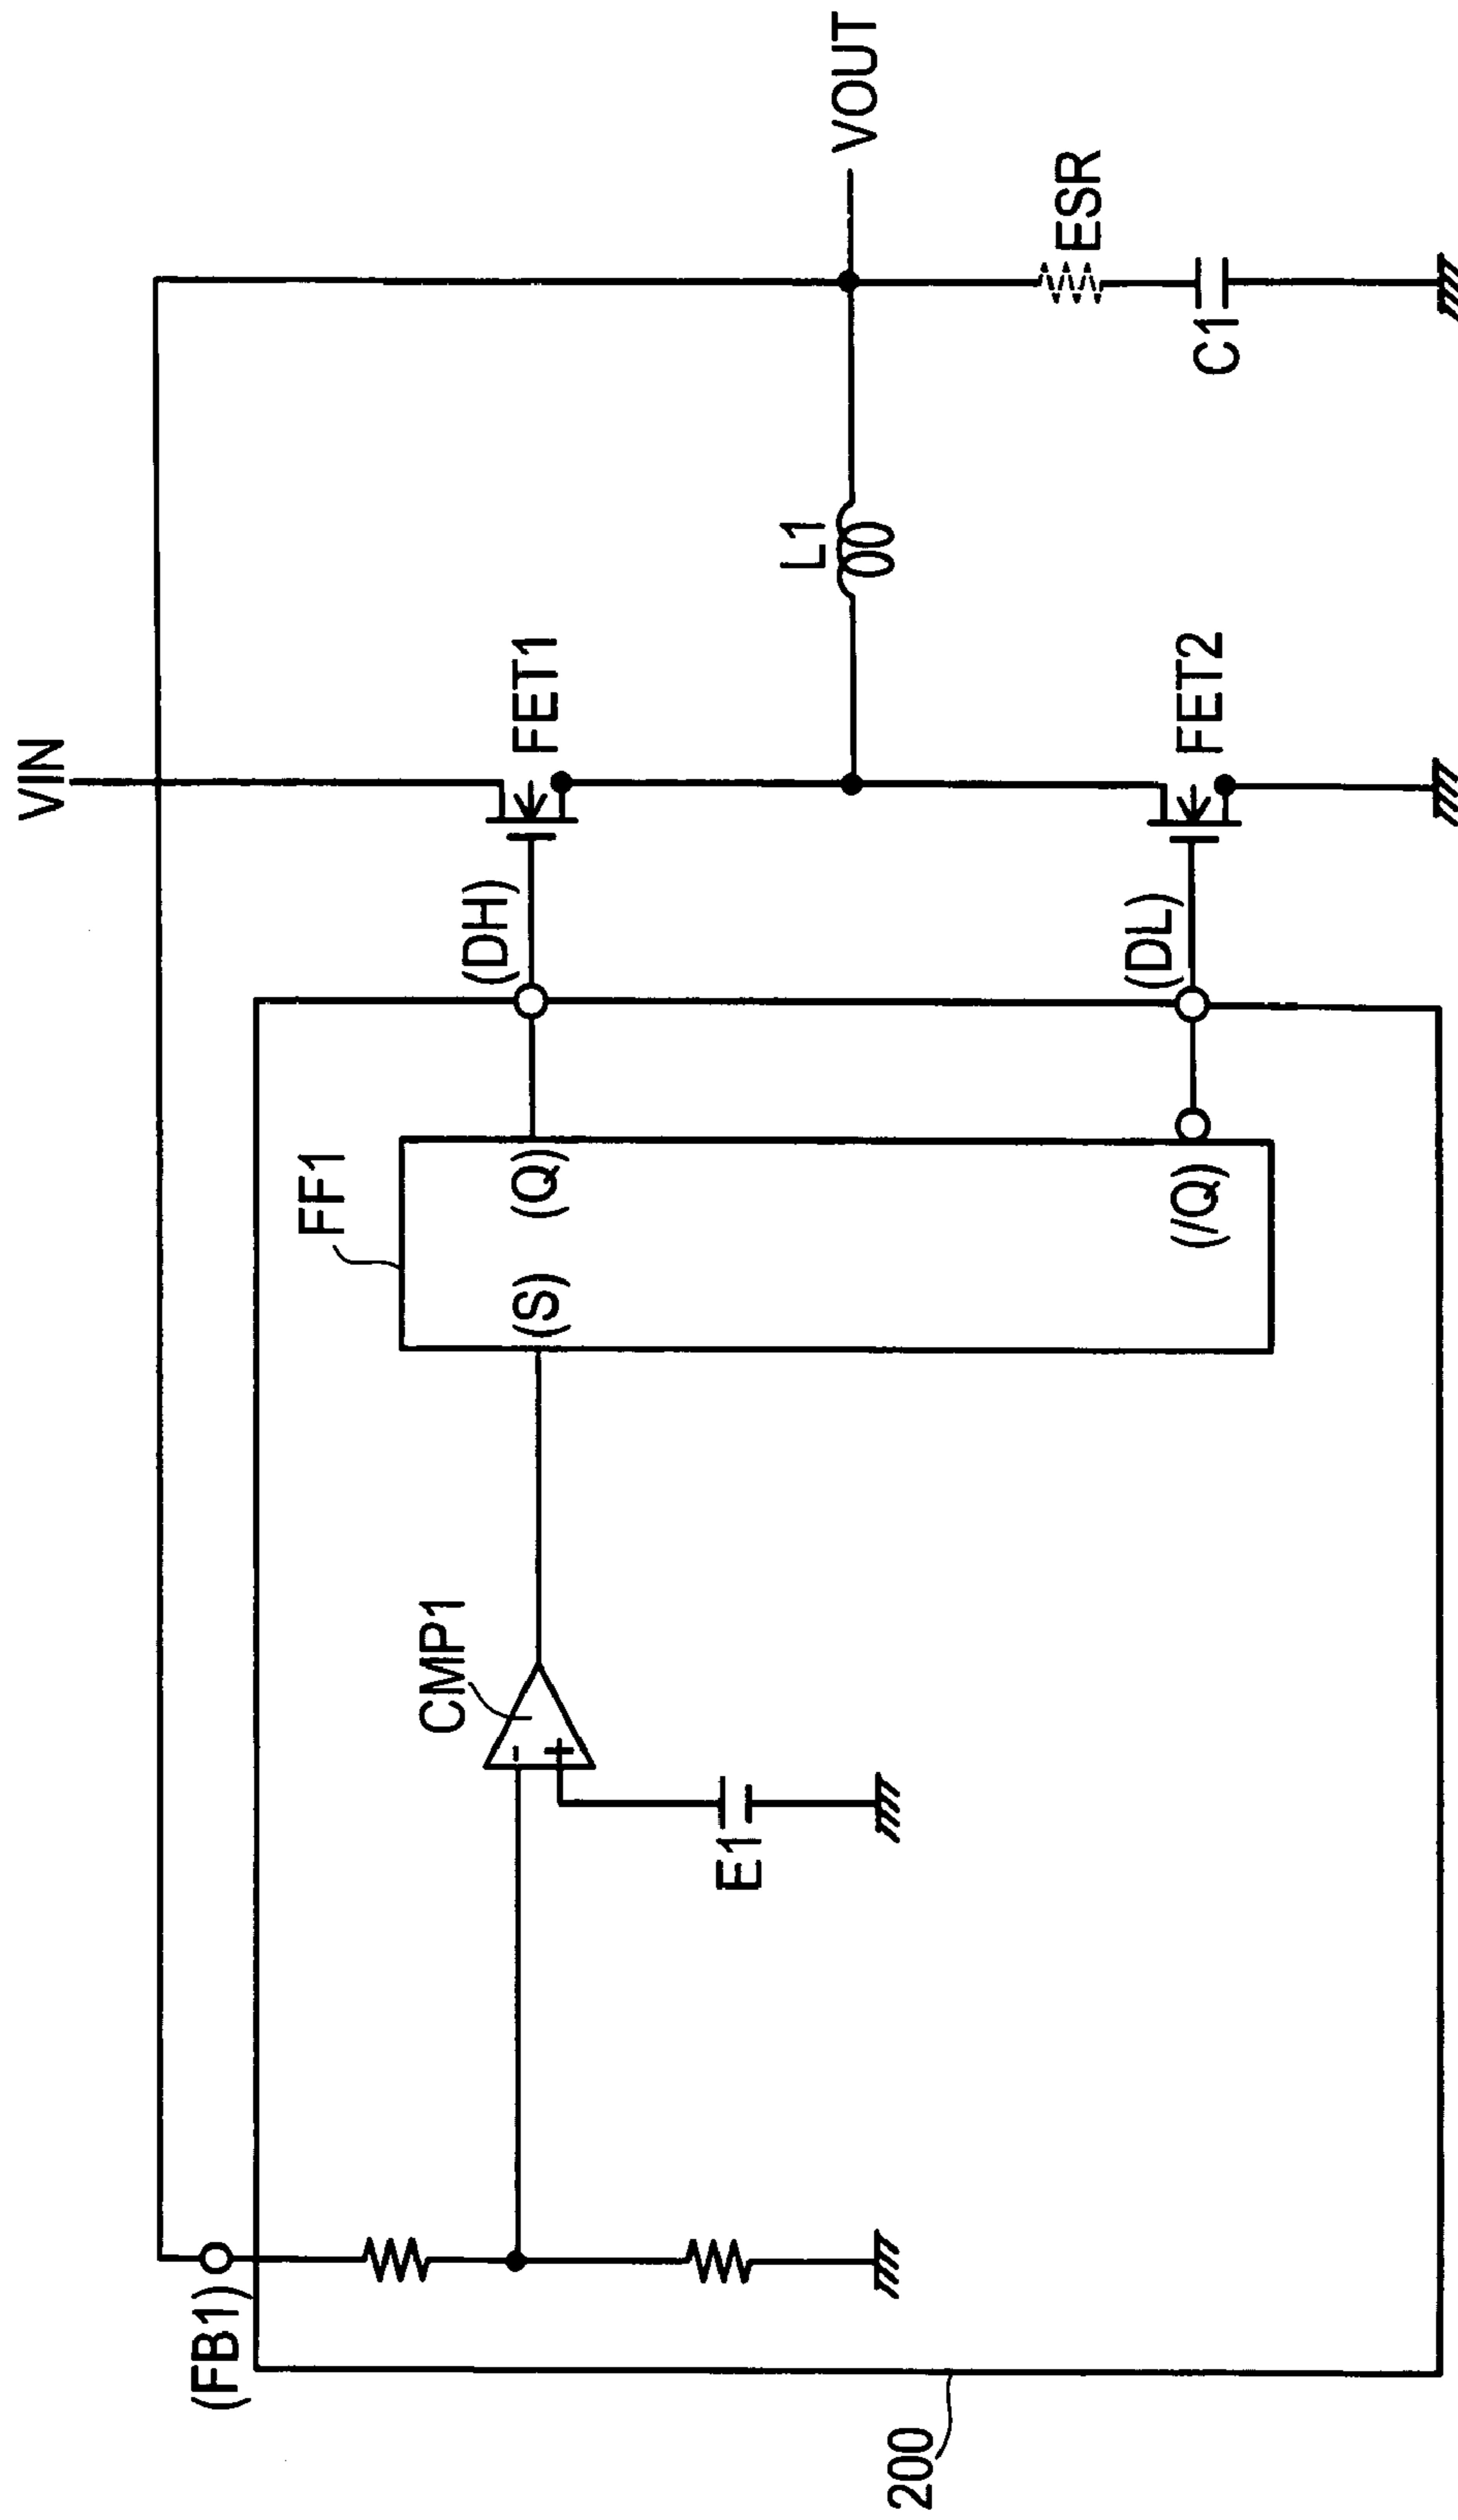 VIN
VOUT
(FB1)
200
CMP1
-
+
E1
FF1
(S)
(Q)
(/Q)
(DH)
(DL)
FET1
FET2
L1
ESR
C1